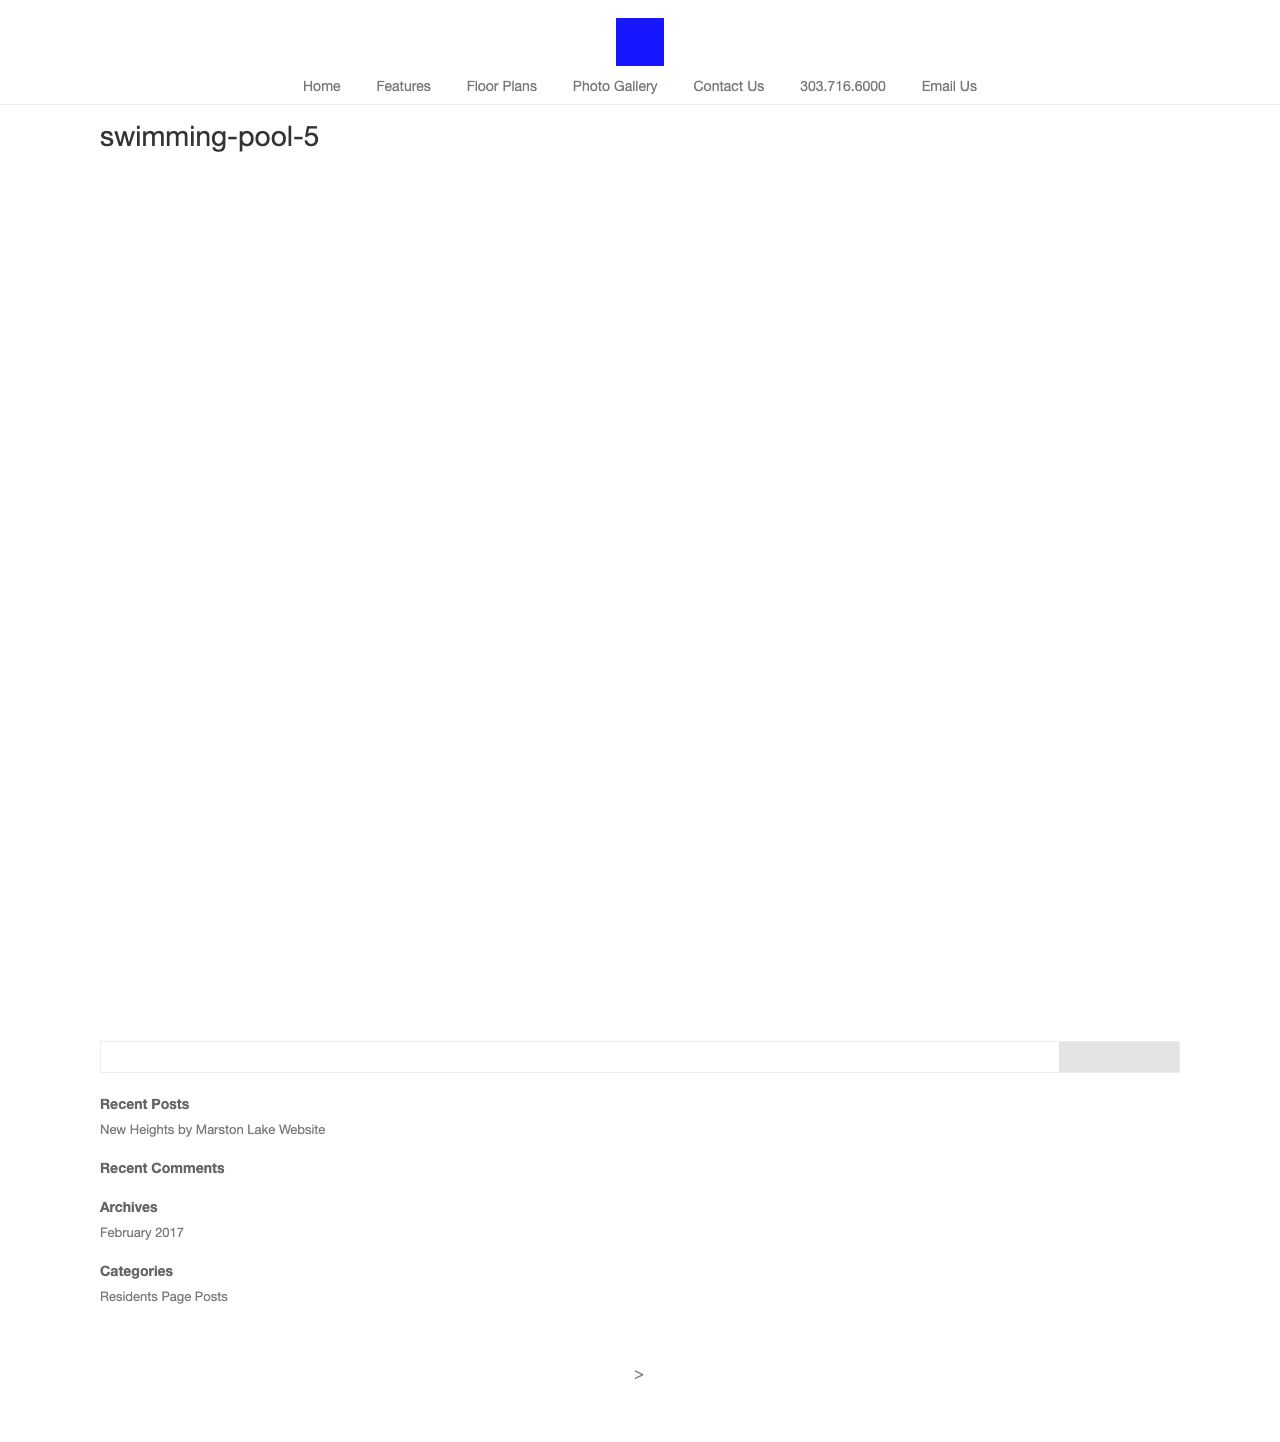 Home
Features
Floor Plans
Photo Gallery
Contact Us
303.716.6000
Email Us
swimming-pool-5
Recent Posts
New Heights by Marston Lake Website
Recent Comments
Archives
February 2017
Categories
Residents Page Posts
>